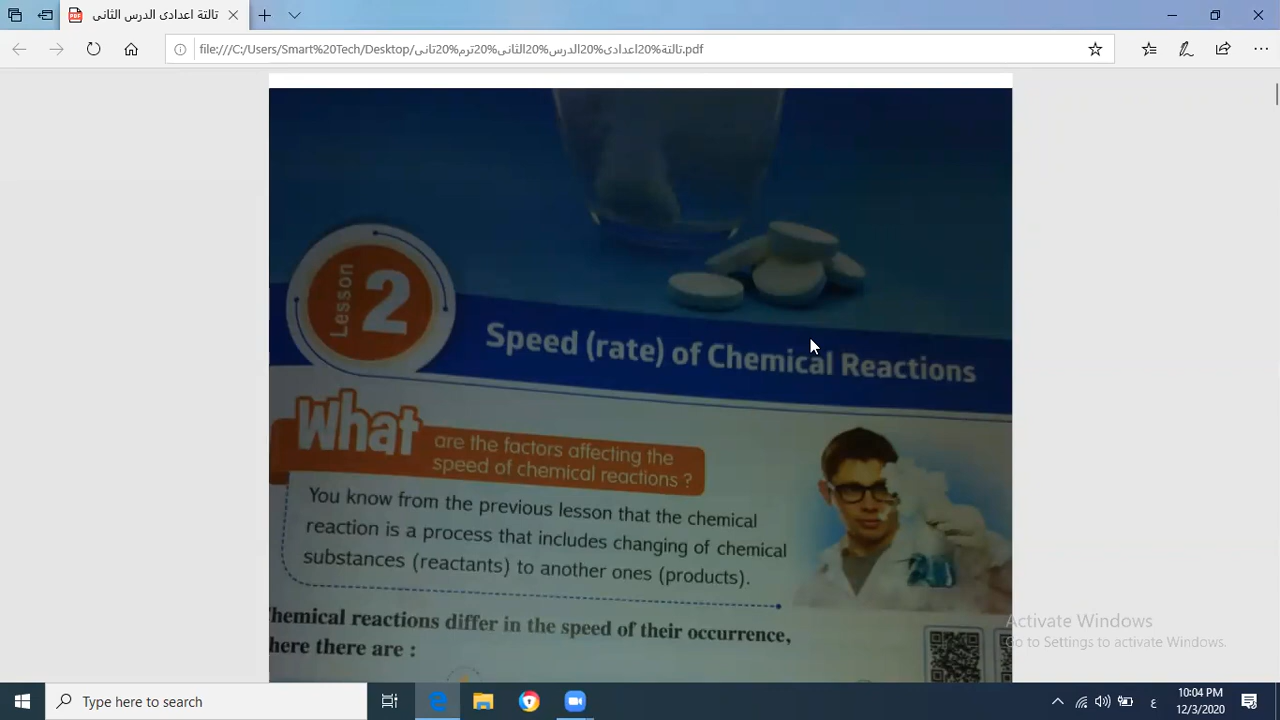 تالتة اعدادى الدرس الثانى
file:///C:/Users/Smart%20Tech/Desktop/تالتة%20اعدادى%20الدرس%20الثانى%20ترم%20تانى.pdf
Lesson 2
Speed (rate) of Chemical Reactions
What are the factors affecting the
speed of chemical reactions ?
You know from the previous lesson that the chemical
reaction is a process that includes changing of chemical
substances (reactants) to another ones (products).
hemical reactions differ in the speed of their occurrence,
here there are :
Activate Windows
Go to Settings to activate Windows.
Type here to search
ع
10:04 PM
12/3/2020